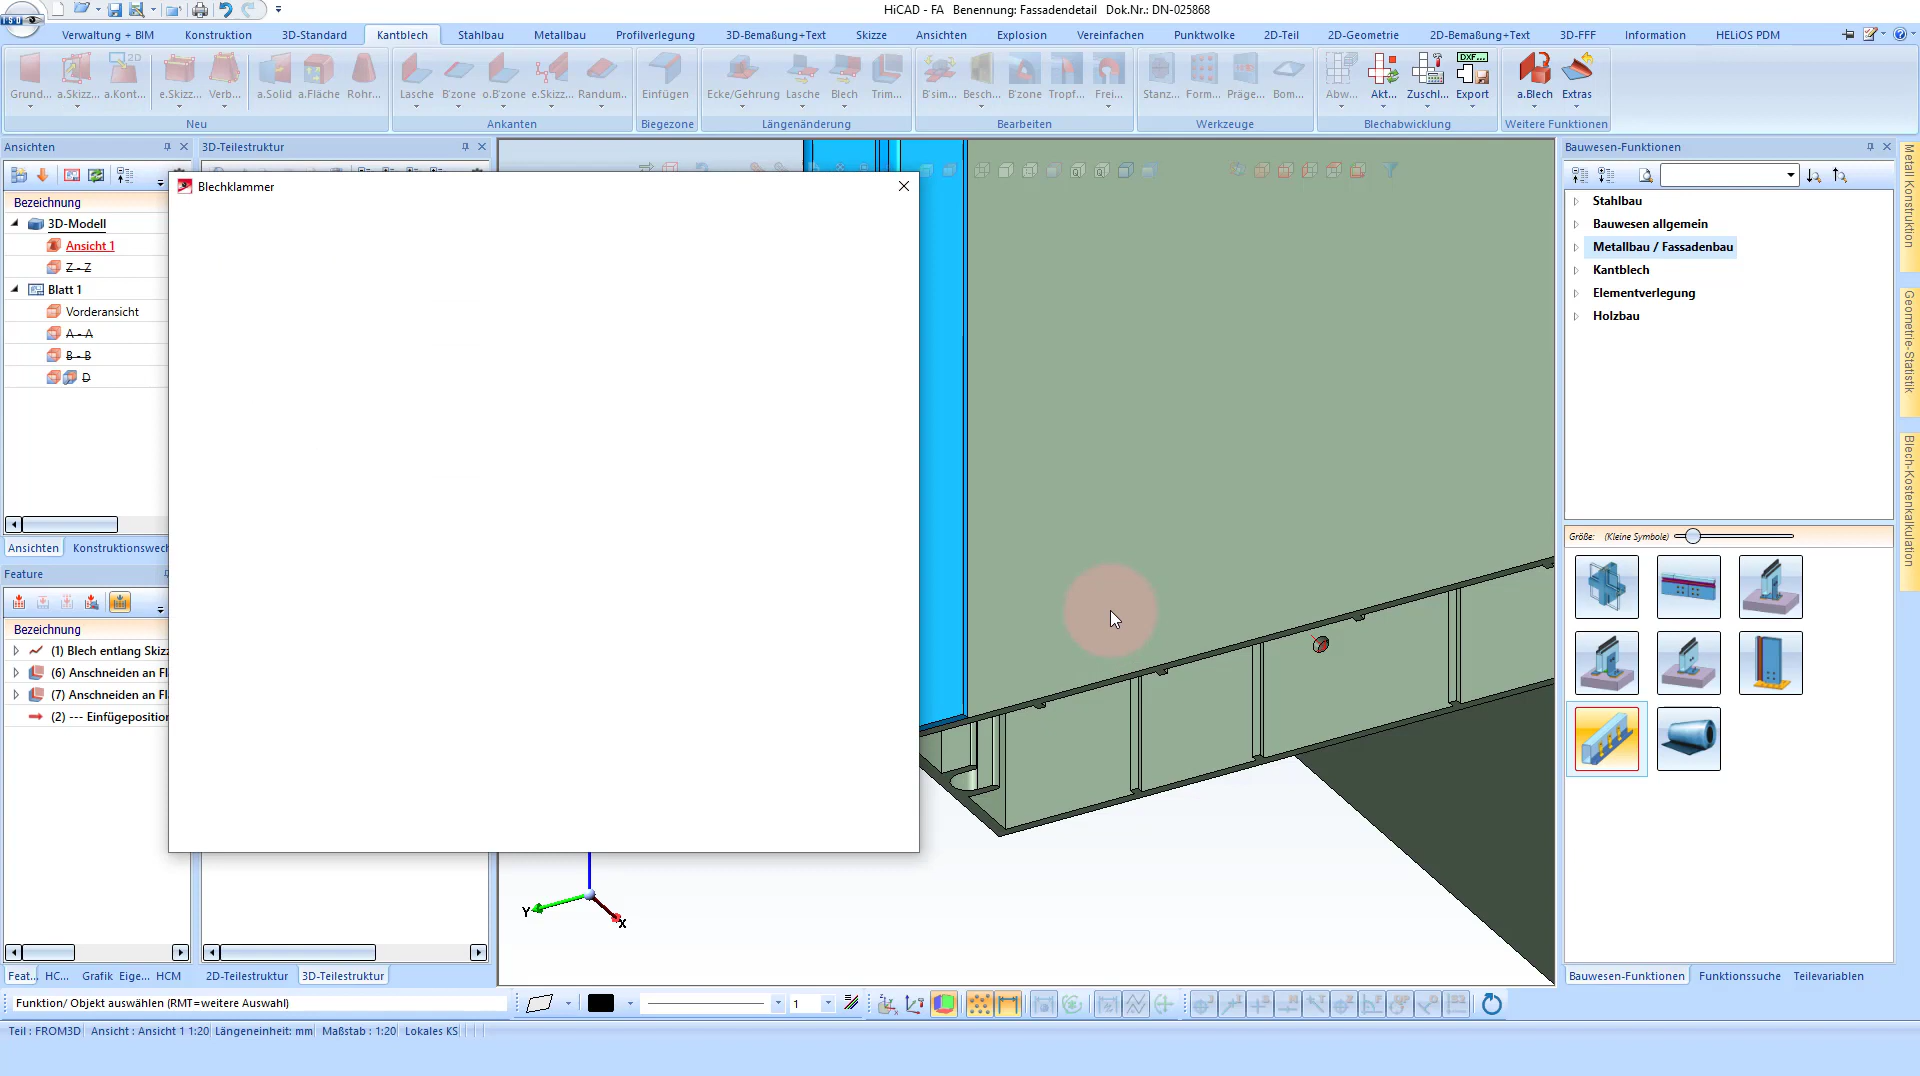 HiCAD - FA   Benennung: Fassadendetail   Dok.Nr.: DN-025868
Verwaltung + BIM   Konstruktion   3D-Standard   Kantblech   Stahlbau   Metallbau   Profilverlegung   3D-Bemaßung+Text   Skizze   Ansichten   Explosion   Vereinfachen   Punktwolke   2D-Teil   2D-Geometrie   2D-Bemaßung+Text   3D-FFF   Information   HELiOS PDM
2D   DXF...
Grund...   a.Skizz...   a.Kont...   e.Skizz...   Verb...   a.Solid   a.Fläche   Rohr...   Lasche   B'zone   o.B'zone   e.Skizz...   Randum...   Einfügen   Ecke/Gehrung   Lasche   Blech   Trim...   B'sim...   Besch...   B'zone   Tropf...   Frei...   Stanz...   Form...   Präge...   Bom...   Abw...   Akt...   Zuschl...   Export   a.Blech   Extras
Neu   Ankanten   Biegezone   Längenänderung   Bearbeiten   Werkzeuge   Blechabwicklung   Weitere Funktionen
Ansichten   3D-Teilestruktur   Bauwesen-Funktionen
Blechklammer
Bezeichnung
3D-Modell
Ansicht 1
Z - Z
Blatt 1
Vorderansicht
A - A
B - B
D
Ansichten   Konstruktionswech
Feature
Bezeichnung
(1) Blech entlang Skizz
(6) Anschneiden an Fl
(7) Anschneiden an Fl
(2) --- Einfügeposition
Stahlbau
Bauwesen allgemein
Metallbau / Fassadenbau
Kantblech
Elementverlegung
Holzbau
Größe:   (Kleine Symbole)
Metall Konstruktion
Geometrie-Statistik
Blech-Kostenkalkulation
Y
X
Feat...   HC...   Grafik   Eige...   HCM   2D-Teilestruktur   3D-Teilestruktur   Bauwesen-Funktionen   Funktionssuche   Teilevariablen
Funktion/ Objekt auswählen (RMT=weitere Auswahl)   1
Teil : FROM3D   Ansicht : Ansicht 1 1:20   Längeneinheit: mm   Maßstab : 1:20   Lokales KS